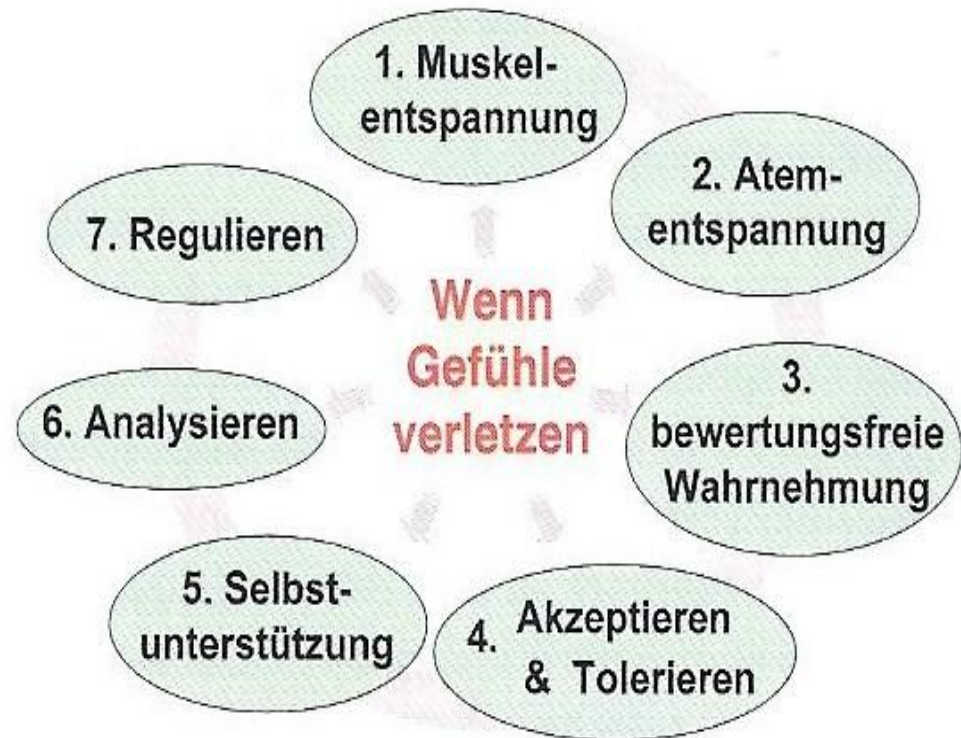 1. Muskel-
entspannung
2. Atem-
entspannung
3.
bewertungsfreie
Wahrnehmung
4. Akzeptieren
& Tolerieren
5. Selbst-
unterstützung
6. Analysieren
7. Regulieren
Wenn
Gefühle
verletzen